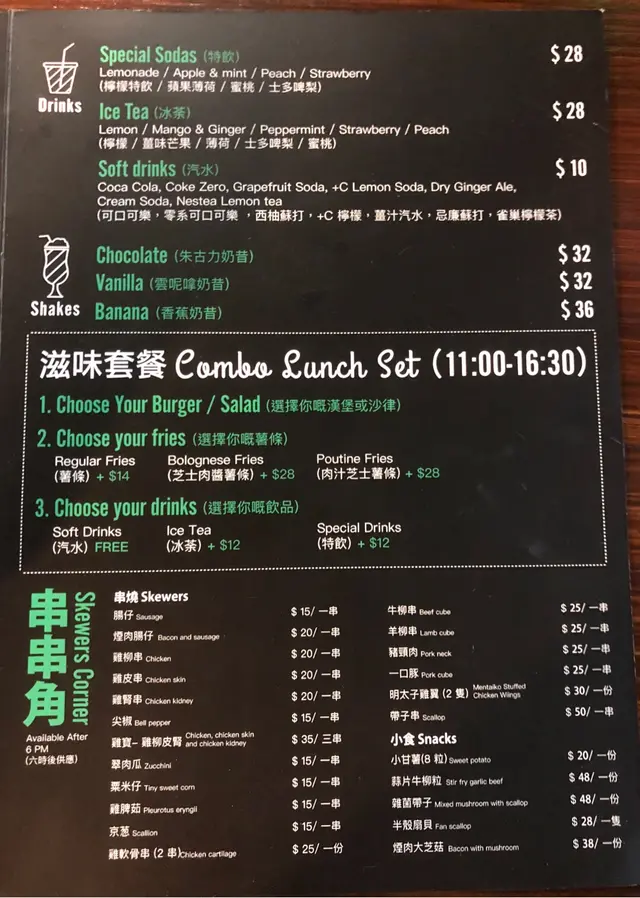 Drinks
Special Sodas (特飲) $ 28
Lemonade / Apple & mint / Peach / Strawberry
(檸檬特飲 / 蘋果薄荷 / 蜜桃 / 士多啤梨)
Ice Tea (冰茶) $ 28
Lemon / Mango & Ginger / Peppermint / Strawberry / Peach
(檸檬 / 薑味芒果 / 薄荷 / 士多啤梨 / 蜜桃)
Soft drinks (汽水) $ 10
Coca Cola, Coke Zero, Grapefruit Soda, +C Lemon Soda, Dry Ginger Ale,
Cream Soda, Nestea Lemon tea
(可口可樂，零系可口可樂 ，西柚蘇打，+C 檸檬，薑汁汽水，忌廉蘇打，雀巢檸檬茶)
Shakes
Chocolate (朱古力奶昔) $ 32
Vanilla (雲呢嗱奶昔) $ 32
Banana (香蕉奶昔) $ 36
滋味套餐 Combo Lunch Set (11:00-16:30)
1. Choose Your Burger / Salad (選擇你嘅漢堡或沙律)
2. Choose your fries (選擇你嘅薯條)
Regular Fries Bolognese Fries Poutine Fries
(薯條) + $14 (芝士肉醬薯條) + $28 (肉汁芝士薯條) + $28
3. Choose your drinks (選擇你嘅飲品)
Soft Drinks Ice Tea Special Drinks
(汽水) FREE (冰茶) + $12 (特飲) + $12
串串角
Skewers Corner
Available After
6 PM
(六時後供應)
串燒 Skewers
腸仔 Sausage $ 15/ 一串
煙肉腸仔 Bacon and sausage $ 20/ 一串
雞柳串 Chicken $ 20/ 一串
雞皮串 Chicken skin $ 20/ 一串
雞腎串 Chicken kidney $ 20/ 一串
尖椒 Bell pepper $ 15/ 一串
雞寶- 雞柳皮腎 Chicken, chicken skin and chicken kidney $ 35/ 三串
翠肉瓜 Zucchini $ 15/ 一串
粟米仔 Tiny sweet corn $ 15/ 一串
雞脾菇 Pleurotus eryngii $ 15/ 一串
京葱 Scallion $ 15/ 一串
雞軟骨串 (2 串)Chicken cartilage $ 25/ 一份
牛柳串 Beef cube $ 25/ 一串
羊柳串 Lamb cube $ 25/ 一串
豬頸肉 Pork neck $ 25/ 一串
一口豚 Pork cube $ 25/ 一串
明太子雞翼 (2 隻) Mentaiko Stuffed Chicken Wiings $ 30/ 一份
帶子串 Scallop $ 50/ 一串
小食 Snacks
小甘薯(8 粒) Sweet potato $ 20/ 一份
蒜片牛柳粒 Stir fry garlic beef $ 48/ 一份
雜菌帶子 Mixed mushroom with scallop $ 48/ 一份
半殼扇貝 Fan scallop $ 28/ 一隻
煙肉大芝菇 Bacon with mushroom $ 38/ 一份